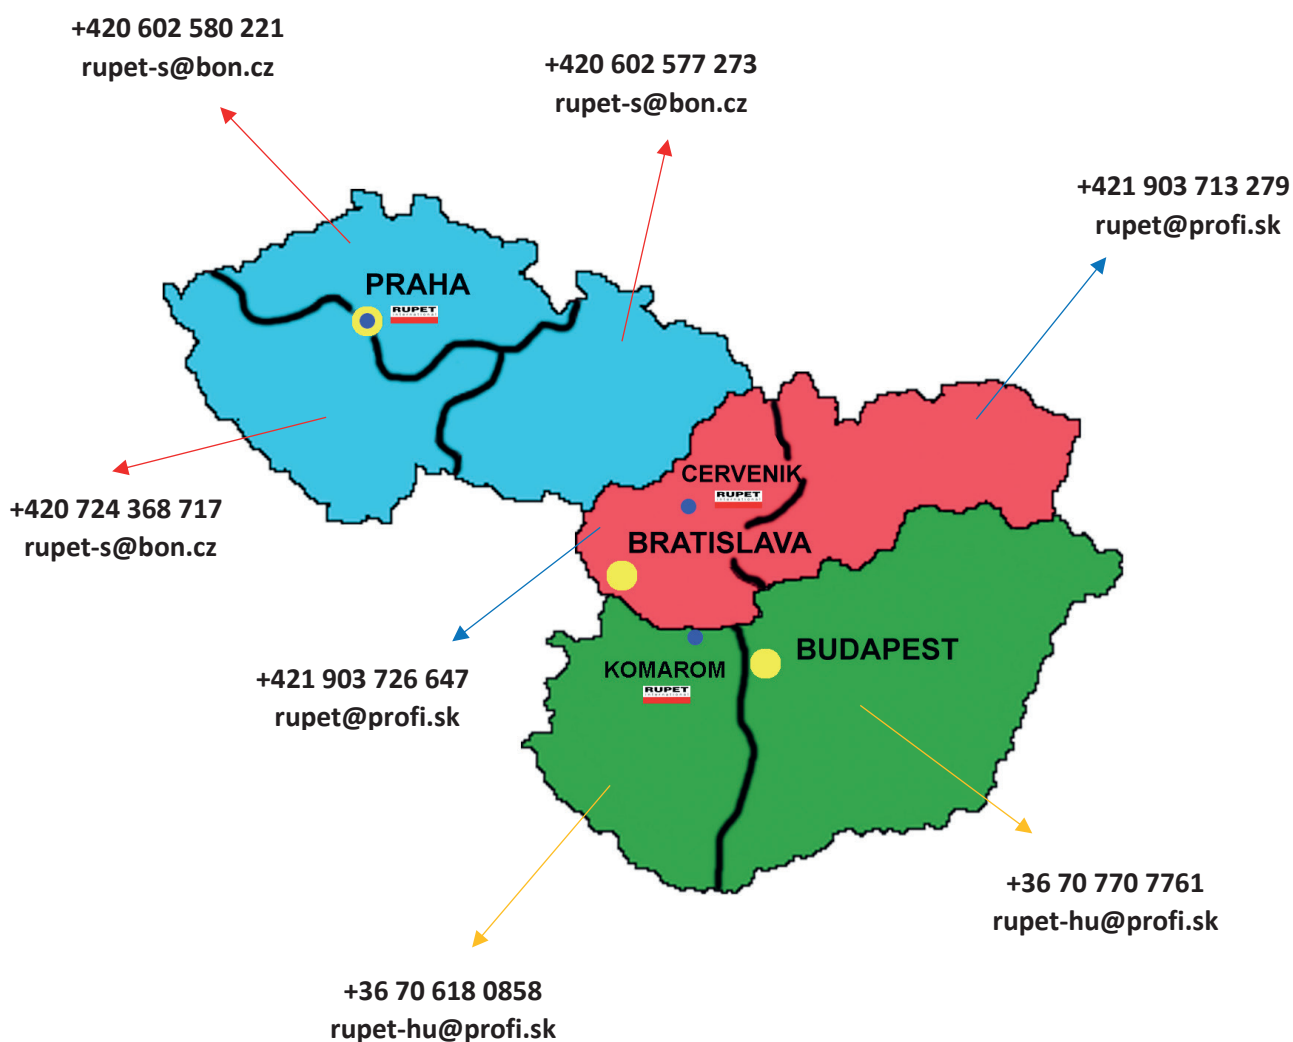 +420 602 580 221
rupet-s@bon.cz
+420 602 577 273
rupet-s@bon.cz
+421 903 713 279
rupet@profi.sk
PRAHA
RUPET
international
+420 724 368 717
rupet-s@bon.cz
CERVENIK
RUPET
international
BRATISLAVA
+421 903 726 647
rupet@profi.sk
KOMAROM
RUPET
international
BUDAPEST
+36 70 770 7761
rupet-hu@profi.sk
+36 70 618 0858
rupet-hu@profi.sk